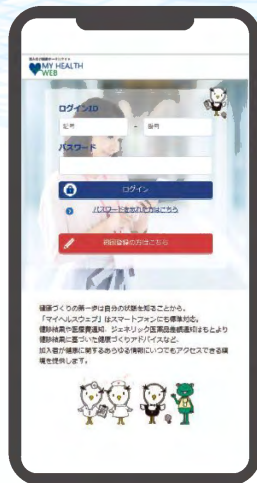 MY HEALTH
WEB
ログインID
記号 - 番号
パスワード
ログイン
パスワードを忘れた方はこちら
初回登録の方はこちら
健康づくりの第一歩は自分の状態を知ることから。
「マイヘルスウェブ」はスマートフォンにも標準対応。
健診結果や医療費通知、ジェネリック医薬品差額通知はもとより
健診結果に基づいた健康づくりアドバイスなど、
加入者が健康に関するあらゆる情報にいつでもアクセスできる環
境を提供します。